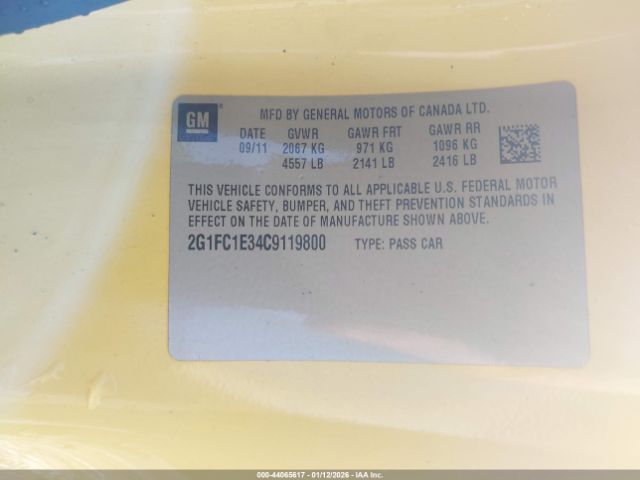 GM
MFD BY GENERAL MOTORS OF CANADA LTD.
DATE GVWR GAWR FRT GAWR RR
09/11 2067 KG 971 KG 1096 KG
4557 LB 2141 LB 2416 LB
THIS VEHICLE CONFORMS TO ALL APPLICABLE U.S. FEDERAL MOTOR
VEHICLE SAFETY, BUMPER, AND THEFT PREVENTION STANDARDS IN
EFFECT ON THE DATE OF MANUFACTURE SHOWN ABOVE.
2G1FC1E34C9119800 TYPE: PASS CAR
000-44065617 - 01/12/2026 - IAA Inc.